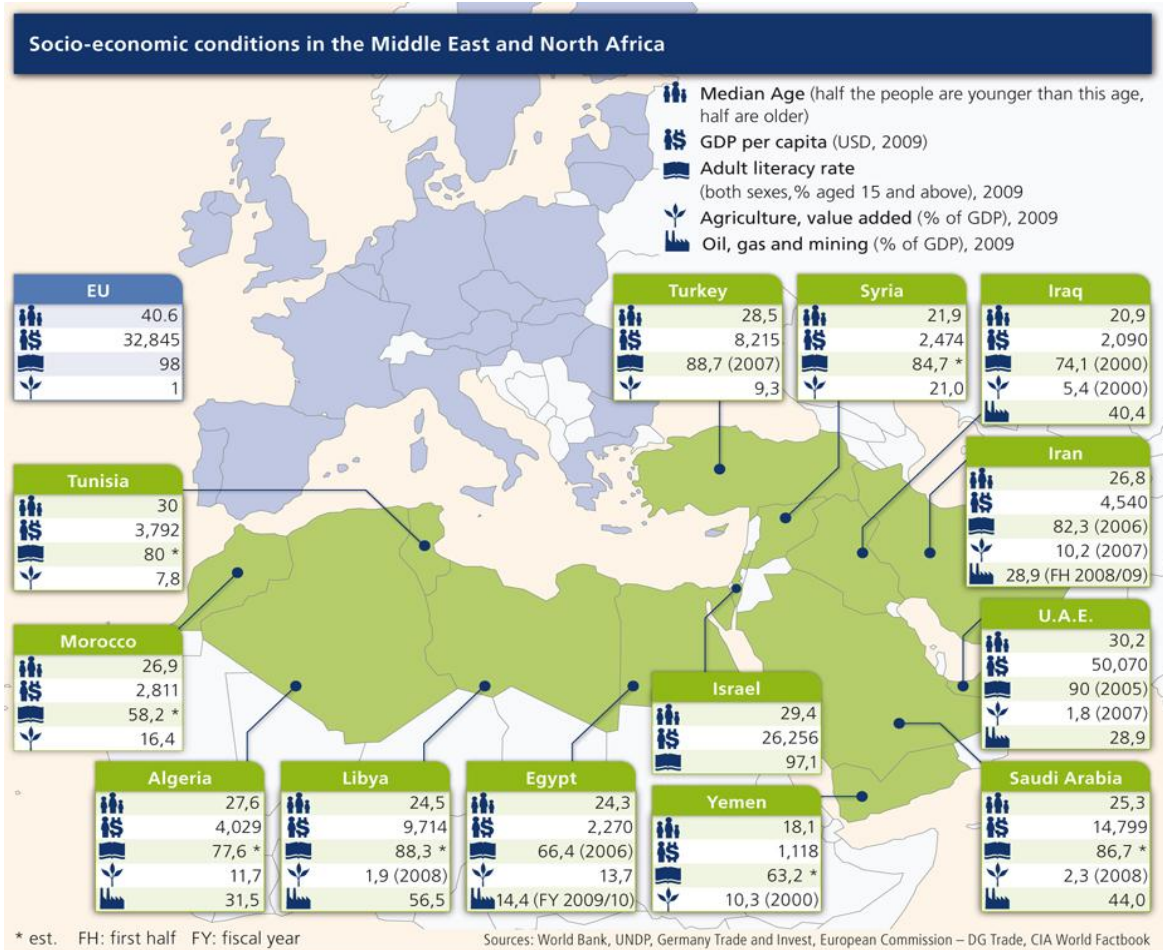 Socio-economic conditions in the Middle East and North Africa
Median Age (half the people are younger than this age,
half are older)
GDP per capita (USD, 2009)
Adult literacy rate
(both sexes,% aged 15 and above), 2009
Agriculture, value added (% of GDP), 2009
Oil, gas and mining (% of GDP), 2009
EU
40.6
32,845
98
1
Turkey
28,5
8,215
88,7 (2007)
9,3
Syria
21,9
2,474
84,7 *
21,0
Iraq
20,9
2,090
74,1 (2000)
5,4 (2000)
40,4
Tunisia
30
3,792
80 *
7,8
Iran
26,8
4,540
82,3 (2006)
10,2 (2007)
28,9 (FH 2008/09)
Morocco
26,9
2,811
58,2 *
16,4
U.A.E.
30,2
50,070
90 (2005)
1,8 (2007)
28,9
Israel
29,4
26,256
97,1
Algeria
27,6
4,029
77,6 *
11,7
31,5
Libya
24,5
9,714
88,3 *
1,9 (2008)
56,5
Egypt
24,3
2,270
66,4 (2006)
13,7
14,4 (FY 2009/10)
Yemen
18,1
1,118
63,2 *
10,3 (2000)
Saudi Arabia
25,3
14,799
86,7 *
2,3 (2008)
44,0
* est. FH: first half FY: fiscal year
Sources: World Bank, UNDP, Germany Trade and Invest, European Commission – DG Trade, CIA World Factbook